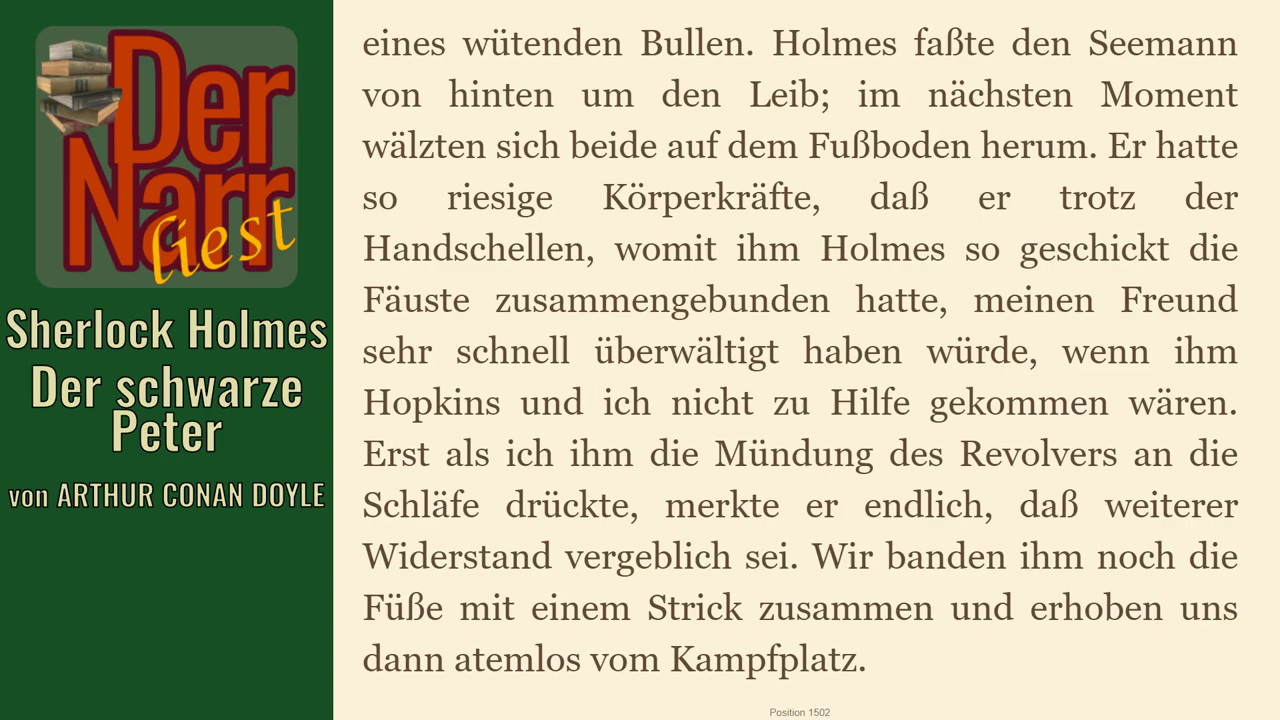 Der
Narr
liest
Sherlock Holmes
Der schwarze
Peter
von ARTHUR CONAN DOYLE
eines wütenden Bullen. Holmes faßte den Seemann
von hinten um den Leib; im nächsten Moment
wälzten sich beide auf dem Fußboden herum. Er hatte
so riesige Körperkräfte, daß er trotz der
Handschellen, womit ihm Holmes so geschickt die
Fäuste zusammengebunden hatte, meinen Freund
sehr schnell überwältigt haben würde, wenn ihm
Hopkins und ich nicht zu Hilfe gekommen wären.
Erst als ich ihm die Mündung des Revolvers an die
Schläfe drückte, merkte er endlich, daß weiterer
Widerstand vergeblich sei. Wir banden ihm noch die
Füße mit einem Strick zusammen und erhoben uns
dann atemlos vom Kampfplatz.
Position 1502